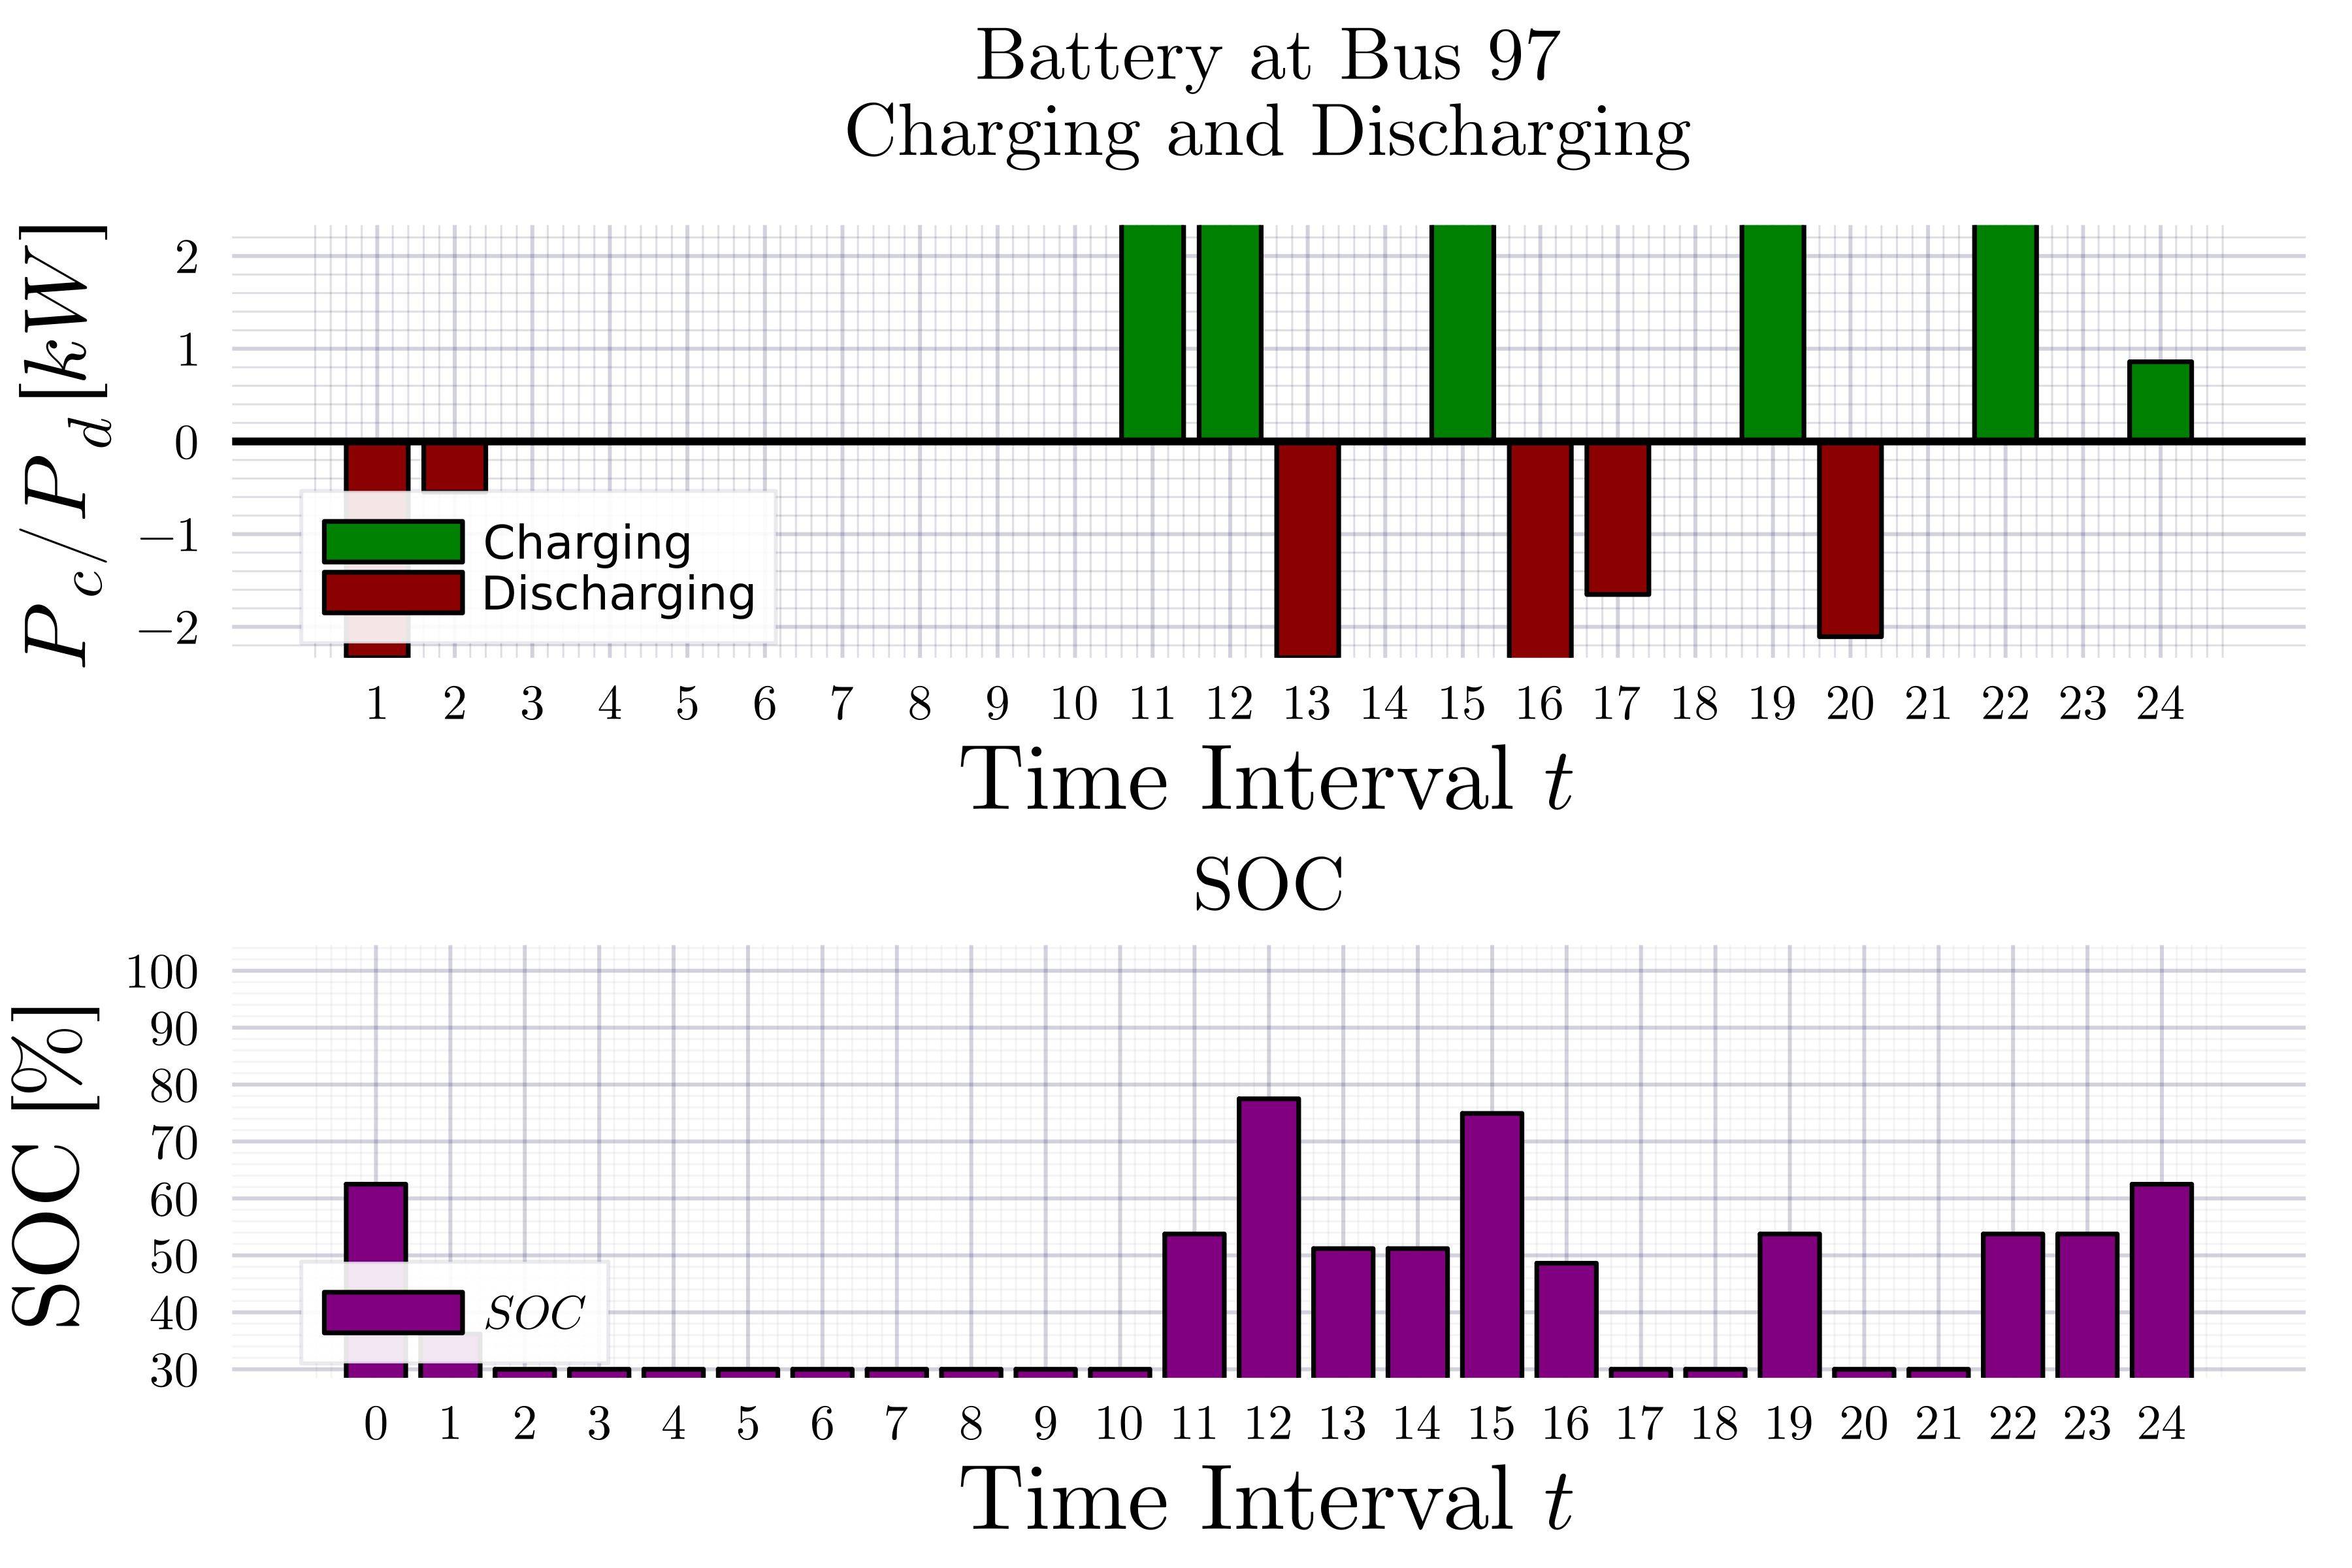 Battery at Bus 97
Charging and Discharging
P_c/P_d [kW]
2
1
0
−1
−2
Charging
Discharging
1 2 3 4 5 6 7 8 9 10 11 12 13 14 15 16 17 18 19 20 21 22 23 24
Time Interval t
SOC
SOC [%]
100
90
80
70
60
50
40
30
SOC
0 1 2 3 4 5 6 7 8 9 10 11 12 13 14 15 16 17 18 19 20 21 22 23 24
Time Interval t